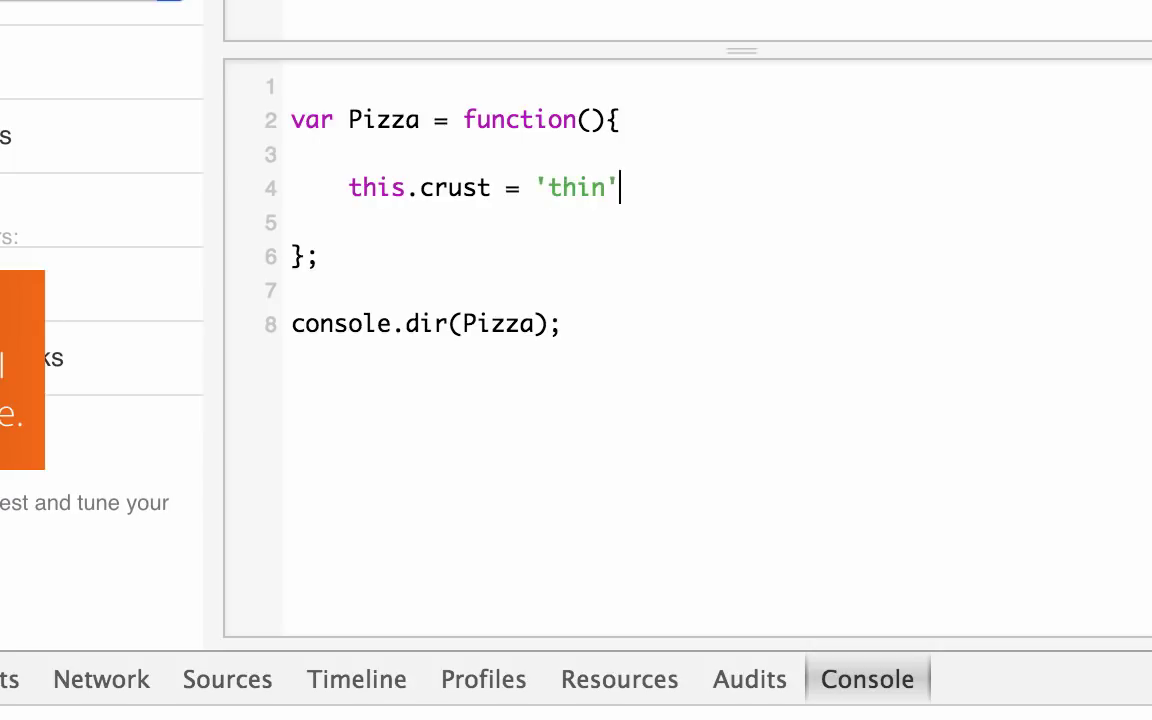 s
rs:
ks
e.
est and tune your
1
2 var Pizza = function(){
3
4 this.crust = 'thin'
5
6 };
7
8 console.dir(Pizza);
ts Network Sources Timeline Profiles Resources Audits Console